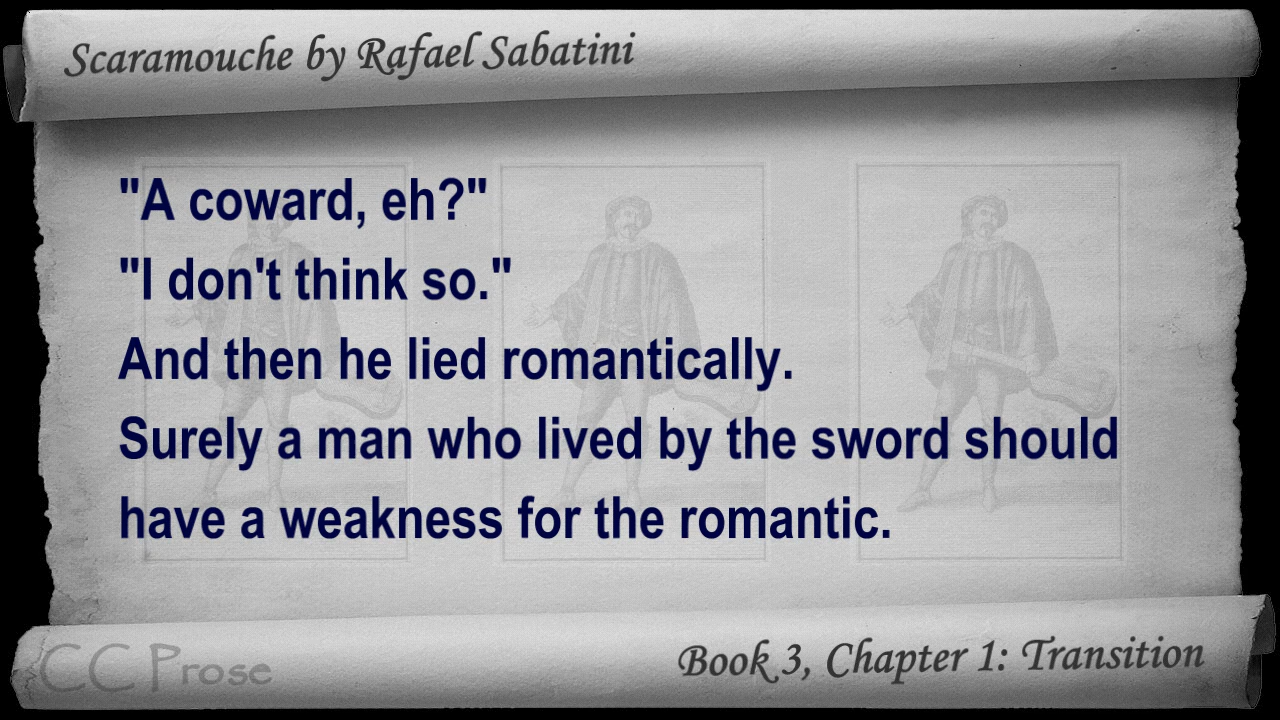 Scaramouche by Rafael Sabatini
"A coward, eh?"
"I don't think so."
And then he lied romantically.
Surely a man who lived by the sword should
have a weakness for the romantic.
CC Prose
Book 3, Chapter 1: Transition